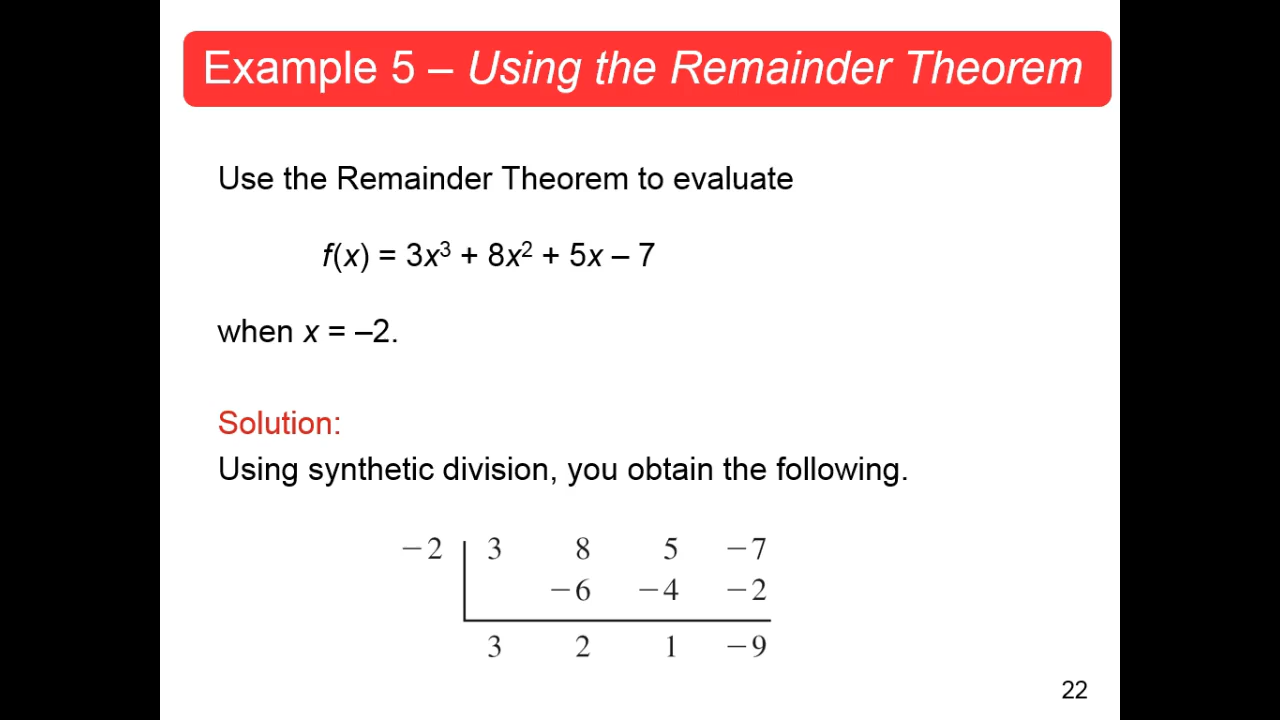 Example 5 – Using the Remainder Theorem
Use the Remainder Theorem to evaluate
f(x) = 3x³ + 8x² + 5x – 7
when x = –2.
Solution:
Using synthetic division, you obtain the following.
−2 3 8 5 −7
−6 −4 −2
3 2 1 −9
22